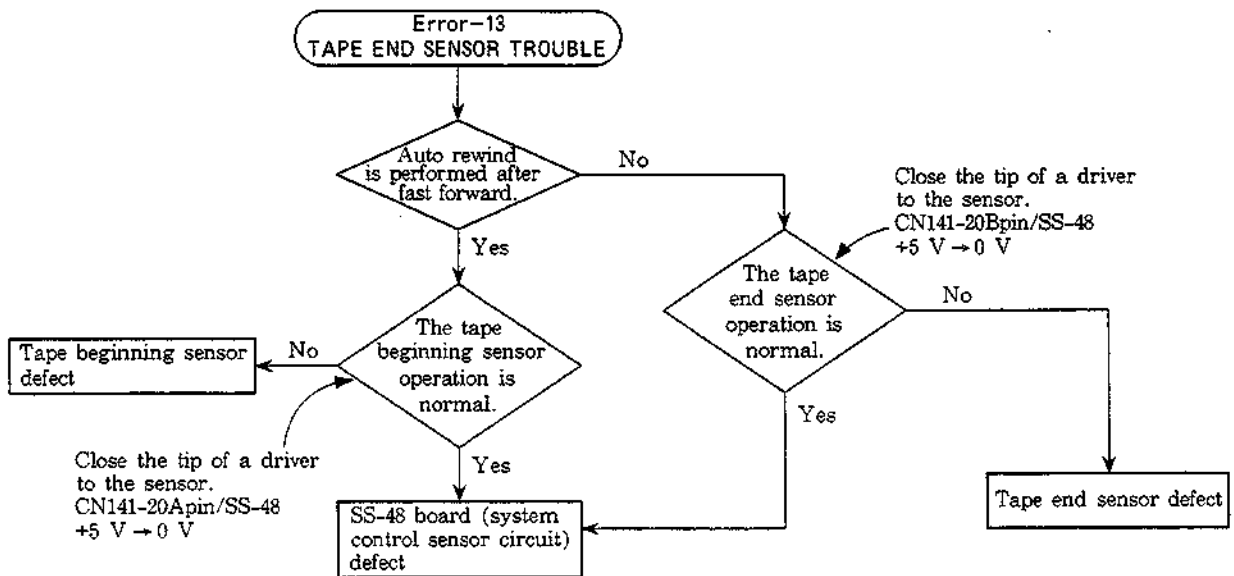 Error-13
TAPE END SENSOR TROUBLE
Auto rewind
is performed after
fast forward.
No
Close the tip of a driver
to the sensor.
CN141-20Bpin/SS-48
+5 V → 0 V
Yes
The tape
end sensor
operation is
normal.
No
The tape
beginning sensor
operation is
normal.
No
Tape beginning sensor
defect
Yes
Close the tip of a driver
to the sensor.
CN141-20Apin/SS-48
+5 V → 0 V
Yes
SS-48 board (system
control sensor circuit)
defect
Tape end sensor defect